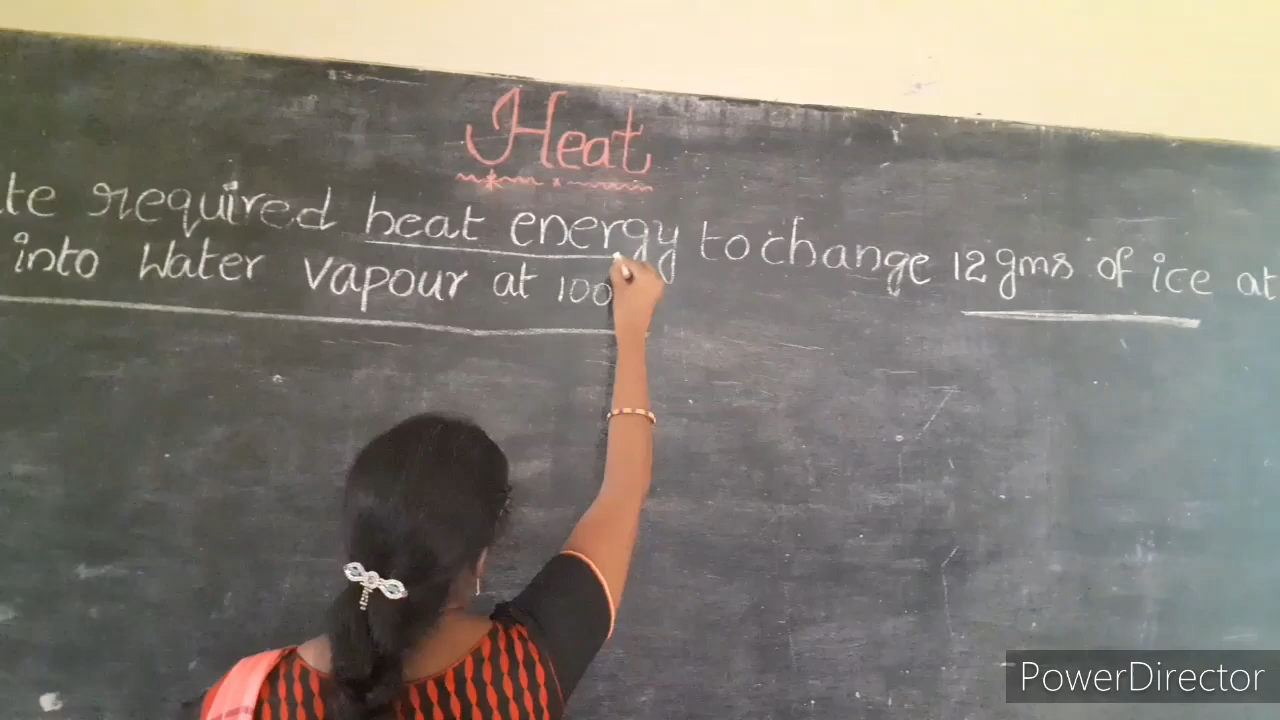 Heat
te required heat energy to change 12 gms of ice at
into Water vapour at 100
PowerDirector